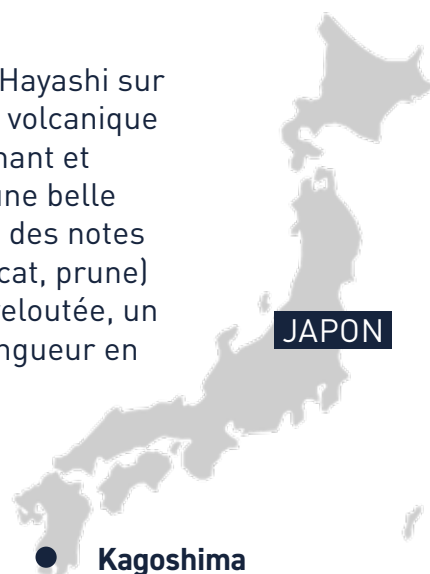 Hayashi sur
volcanique
nant et
une belle
des notes
cat, prune)
eloutée, un
ngueur en
JAPON
Kagoshima